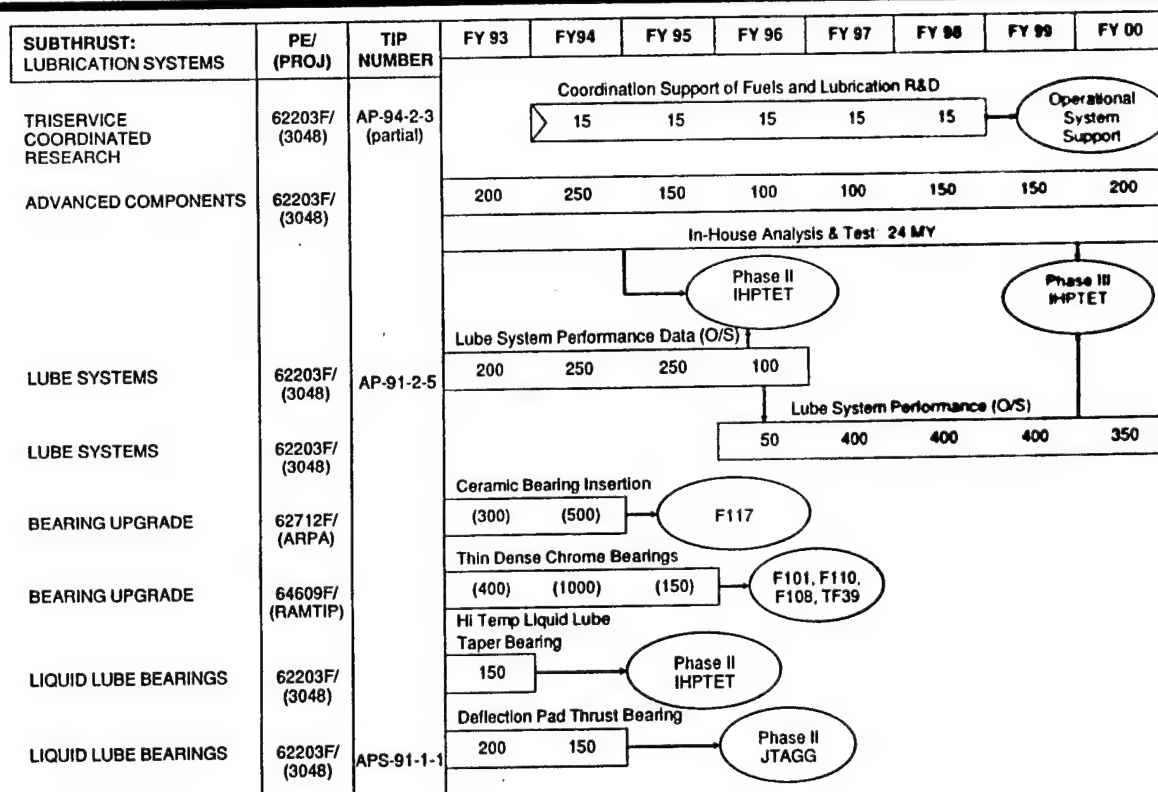 SUBTHRUST:
LUBRICATION SYSTEMS
PE/
(PROJ)
TIP
NUMBER
FY 93 FY94 FY 95 FY 96 FY 97 FY 98 FY 99 FY 00
TRISERVICE
COORDINATED
RESEARCH
62203F/
(3048)
AP-94-2-3
(partial)
Coordination Support of Fuels and Lubrication R&D
15 15 15 15 15
Operational
System
Support
ADVANCED COMPONENTS
62203F/
(3048)
200 250 150 100 100 150 150 200
In-House Analysis & Test 24 MY
Phase II
IHPTET
Phase III
IHPTET
LUBE SYSTEMS
62203F/
(3048)
AP-91-2-5
Lube System Performance Data (O/S)
200 250 250 100
LUBE SYSTEMS
62203F/
(3048)
Lube System Performance (O/S)
50 400 400 400 350
BEARING UPGRADE
62712F/
(ARPA)
Ceramic Bearing Insertion
(300) (500)
F117
BEARING UPGRADE
64609F/
(RAMTIP)
Thin Dense Chrome Bearings
(400) (1000) (150)
F101, F110,
F108, TF39
LIQUID LUBE BEARINGS
62203F/
(3048)
Hi Temp Liquid Lube
Taper Bearing
150
Phase II
IHPTET
LIQUID LUBE BEARINGS
62203F/
(3048)
APS-91-1-1
Deflection Pad Thrust Bearing
200 150
Phase II
JTAGG